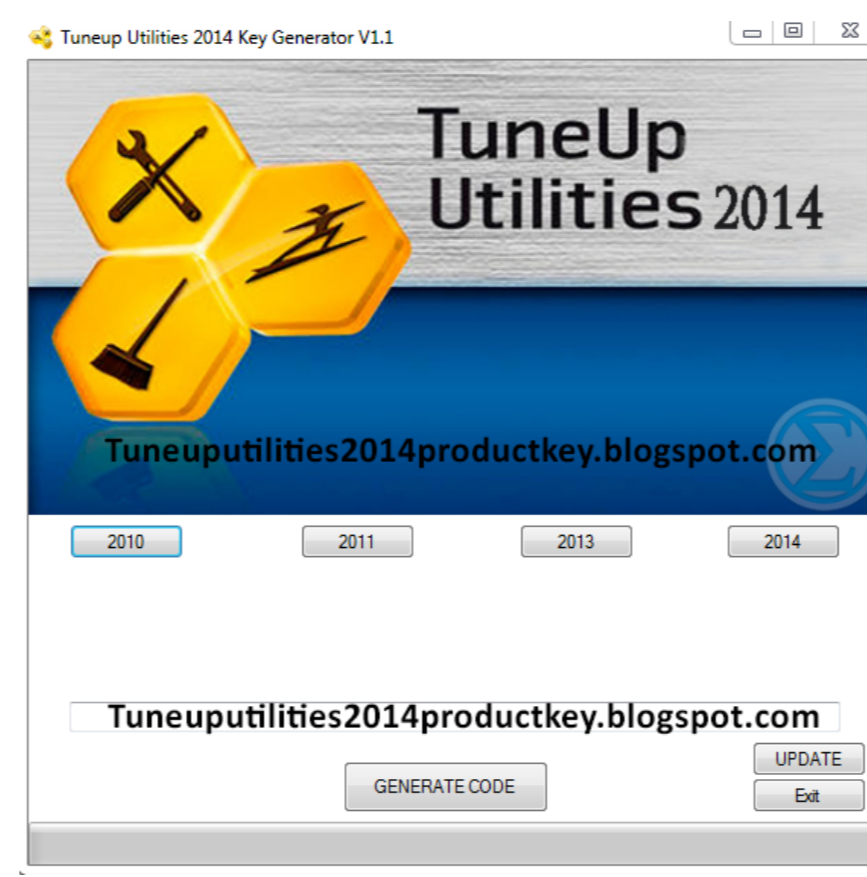 Tuneup Utilities 2014 Key Generator V1.1
TuneUp
Utilities 2014
Tuneuputilities2014productkey.blogspot.com
2010 2011 2013 2014
Tuneuputilities2014productkey.blogspot.com
UPDATE
GENERATE CODE
Exit